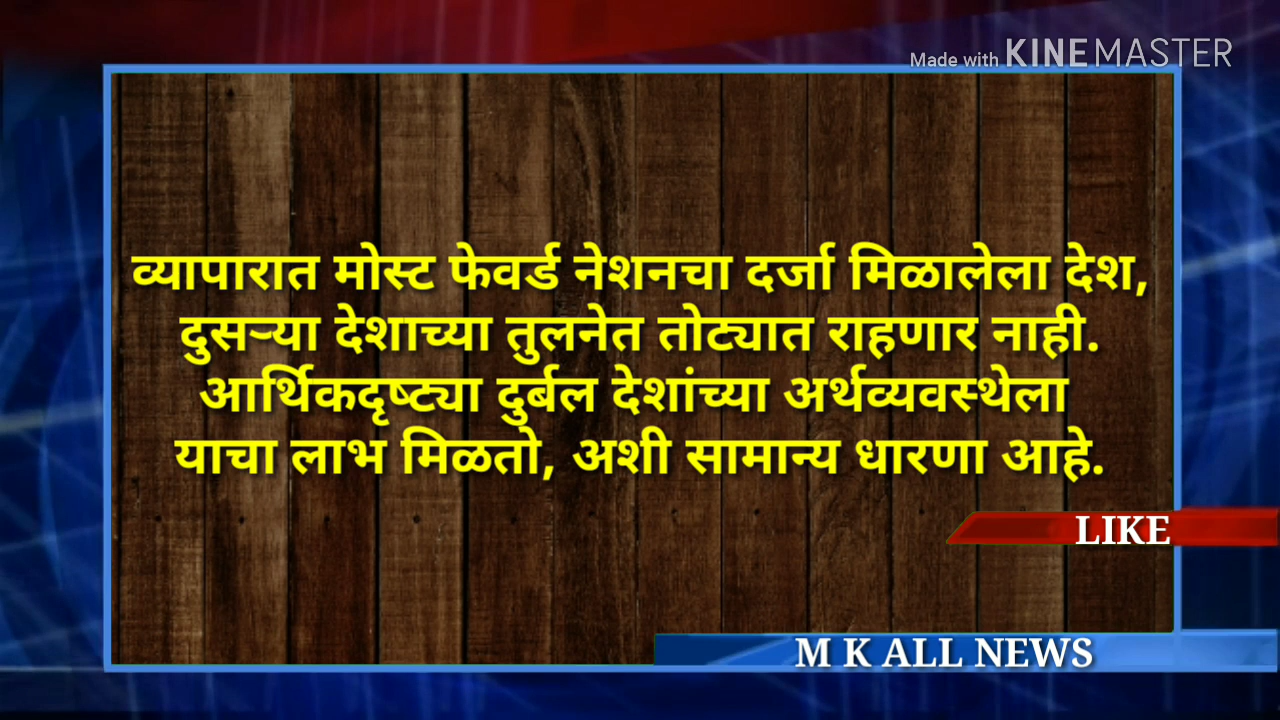 Made with KINEMASTER
व्यापारात मोस्ट फेवर्ड नेशनचा दर्जा मिळालेला देश,
दुसऱ्या देशाच्या तुलनेत तोट्यात राहणार नाही.
आर्थिकदृष्ट्या दुर्बल देशांच्या अर्थव्यवस्थेला
याचा लाभ मिळतो, अशी सामान्य धारणा आहे.
LIKE
M K ALL NEWS